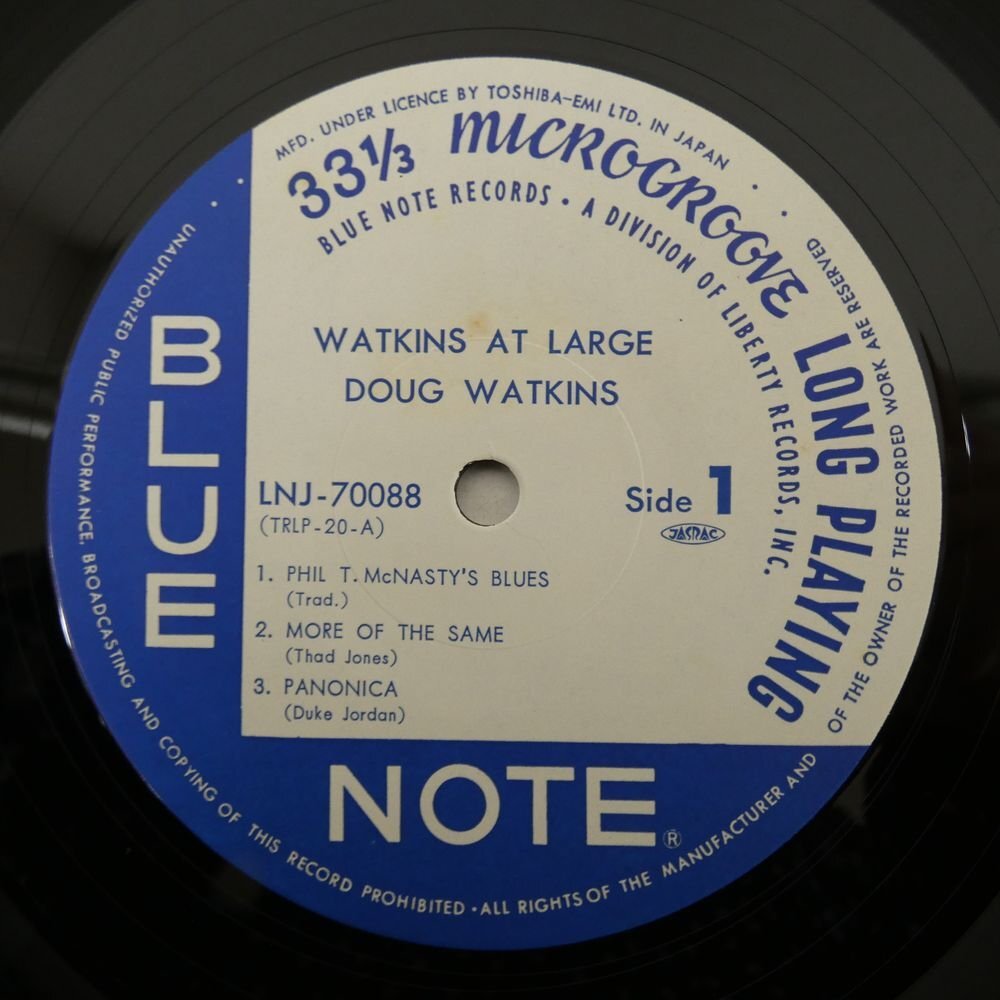 MFD. UNDER LICENCE BY TOSHIBA-EMI LTD. IN JAPAN
33⅓ MICROGROOVE LONG PLAYING
BLUE NOTE RECORDS · A DIVISION OF LIBERTY RECORDS, INC.
WATKINS AT LARGE
DOUG WATKINS
LNJ-70088
(TRLP-20-A)
Side 1
JASRAC
1. PHIL T. McNASTY'S BLUES
(Trad.)
2. MORE OF THE SAME
(Thad Jones)
3. PANONICA
(Duke Jordan)
BLUE
NOTE ®
UNAUTHORIZED PUBLIC PERFORMANCE, BROADCASTING AND COPYING OF THIS RECORD PROHIBITED · ALL RIGHTS OF THE MANUFACTURER AND OF THE OWNER OF THE RECORDED WORK ARE RESERVED